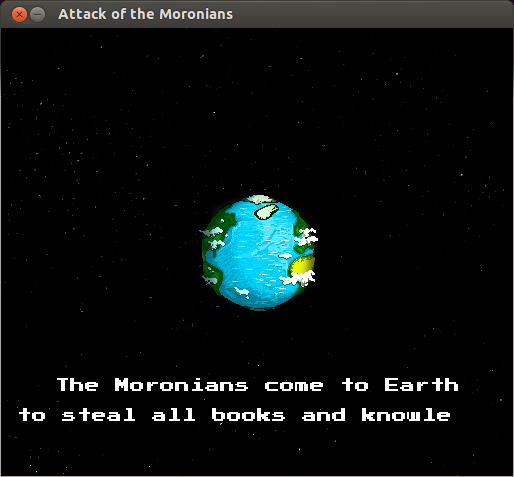 Attack of the Moronians
The Moronians come to Earth
to steal all books and knowle